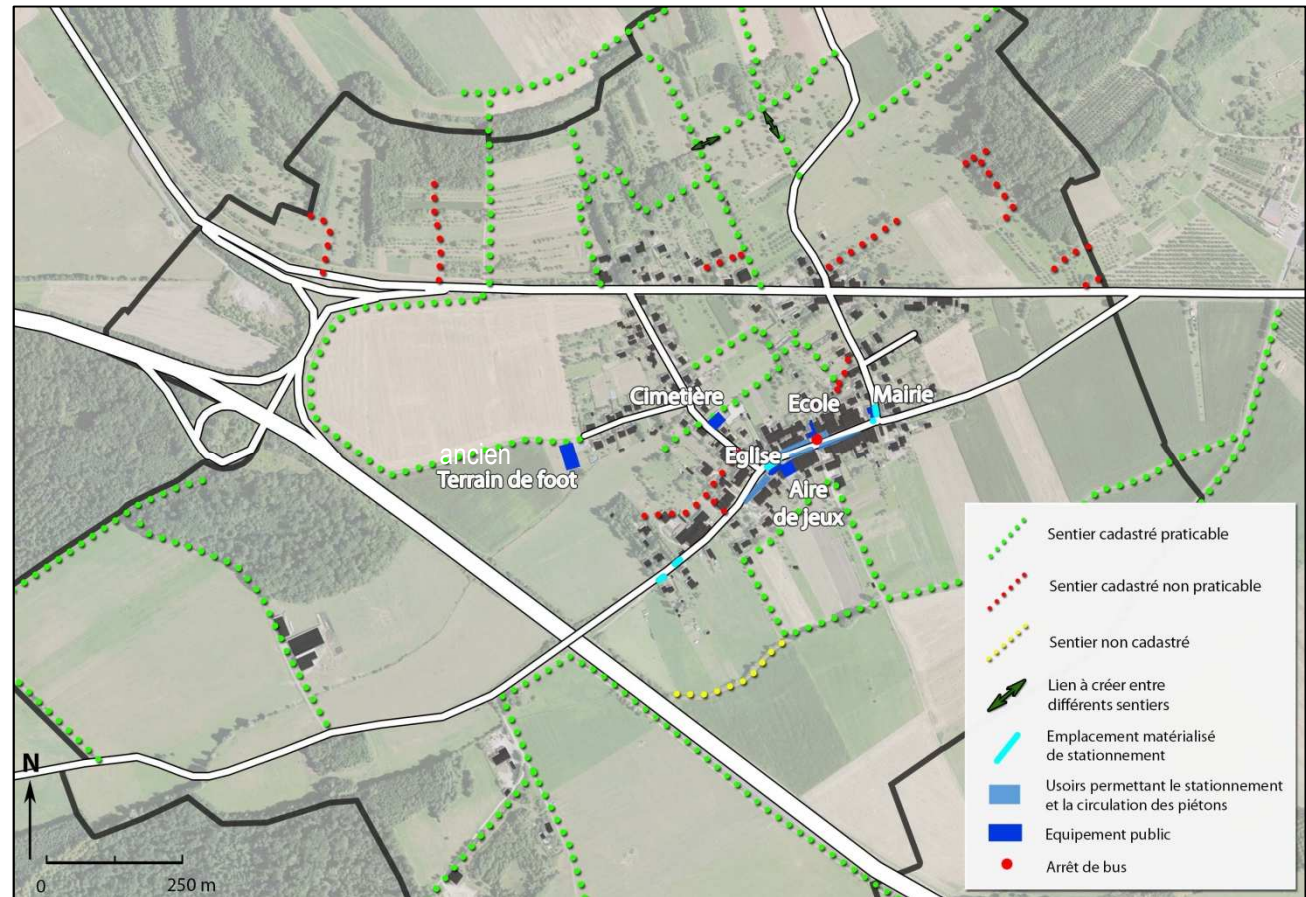 Cimetière
Ecole
Mairie
ancien
Terrain de foot
Eglise
Aire
de jeux
Sentier cadastré praticable
Sentier cadastré non praticable
Sentier non cadastré
Lien à créer entre
différents sentiers
Emplacement matérialisé
de stationnement
Usoirs permettant le stationnement
et la circulation des piétons
Equipement public
Arrêt de bus
N
0
250 m